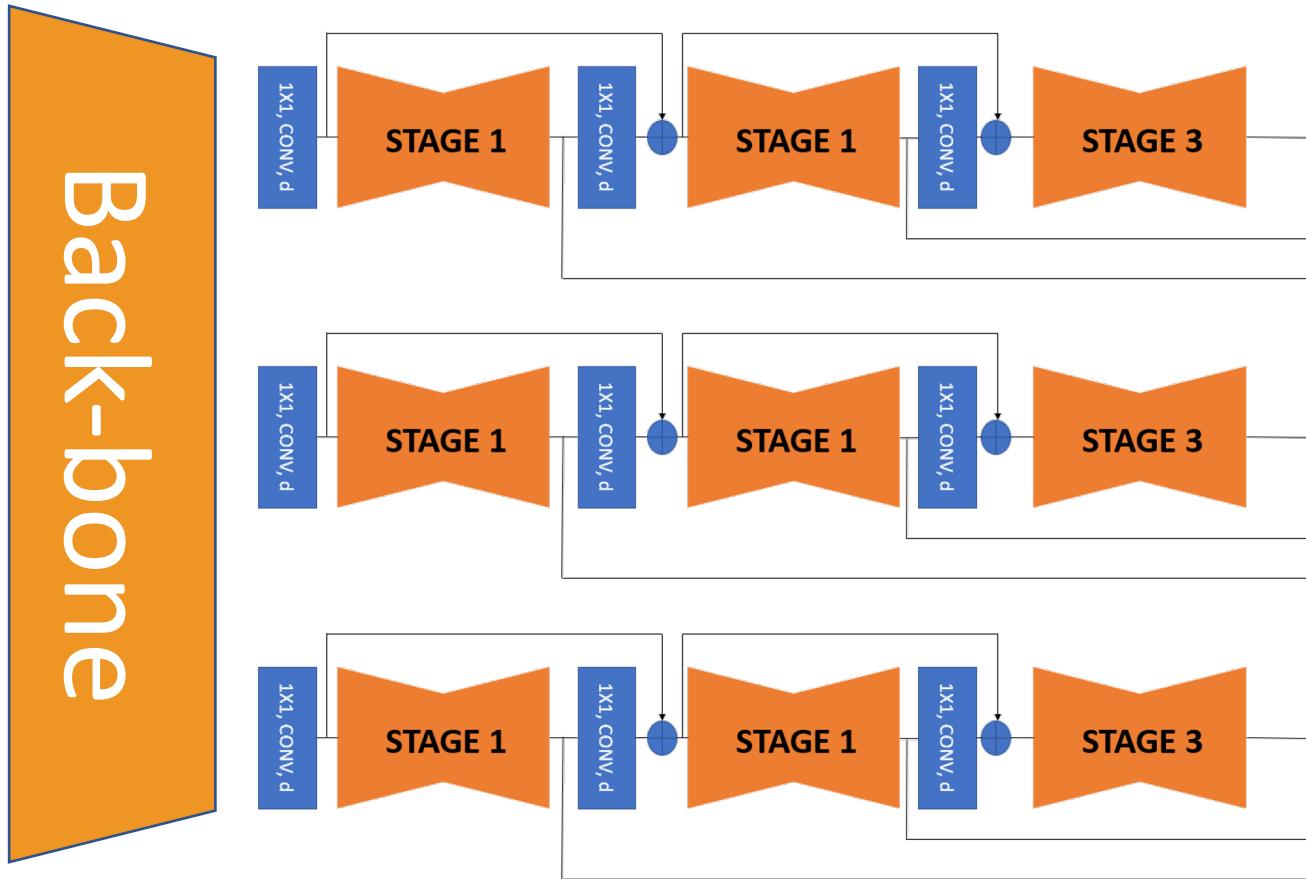 Back-bone
1X1, CONV, d
STAGE 1
1X1, CONV, d
STAGE 1
1X1, CONV, d
STAGE 3
1X1, CONV, d
STAGE 1
1X1, CONV, d
STAGE 1
1X1, CONV, d
STAGE 3
1X1, CONV, d
STAGE 1
1X1, CONV, d
STAGE 1
1X1, CONV, d
STAGE 3